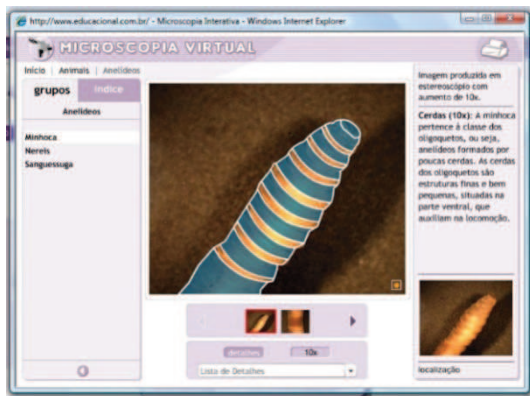 http://www.educacional.com.br/ - Microscopia Interativa - Windows Internet Explorer
MICROSCOPIA VIRTUAL
Início | Animais | Anelídeos
grupos
índice
Anelídeos
Minhoca
Nereis
Sanguessuga
detalhes
10x
Lista de Detalhes
Imagem produzida em
estereoscópio com
aumento de 10x.
Cerdas (10x): A minhoca
pertence à classe dos
oligoquetos, ou seja,
anelídeos formados por
poucas cerdas. As cerdas
dos oligoquetos são
estruturas finas e bem
pequenas, situadas na
parte ventral, que
auxiliam na locomoção.
localização